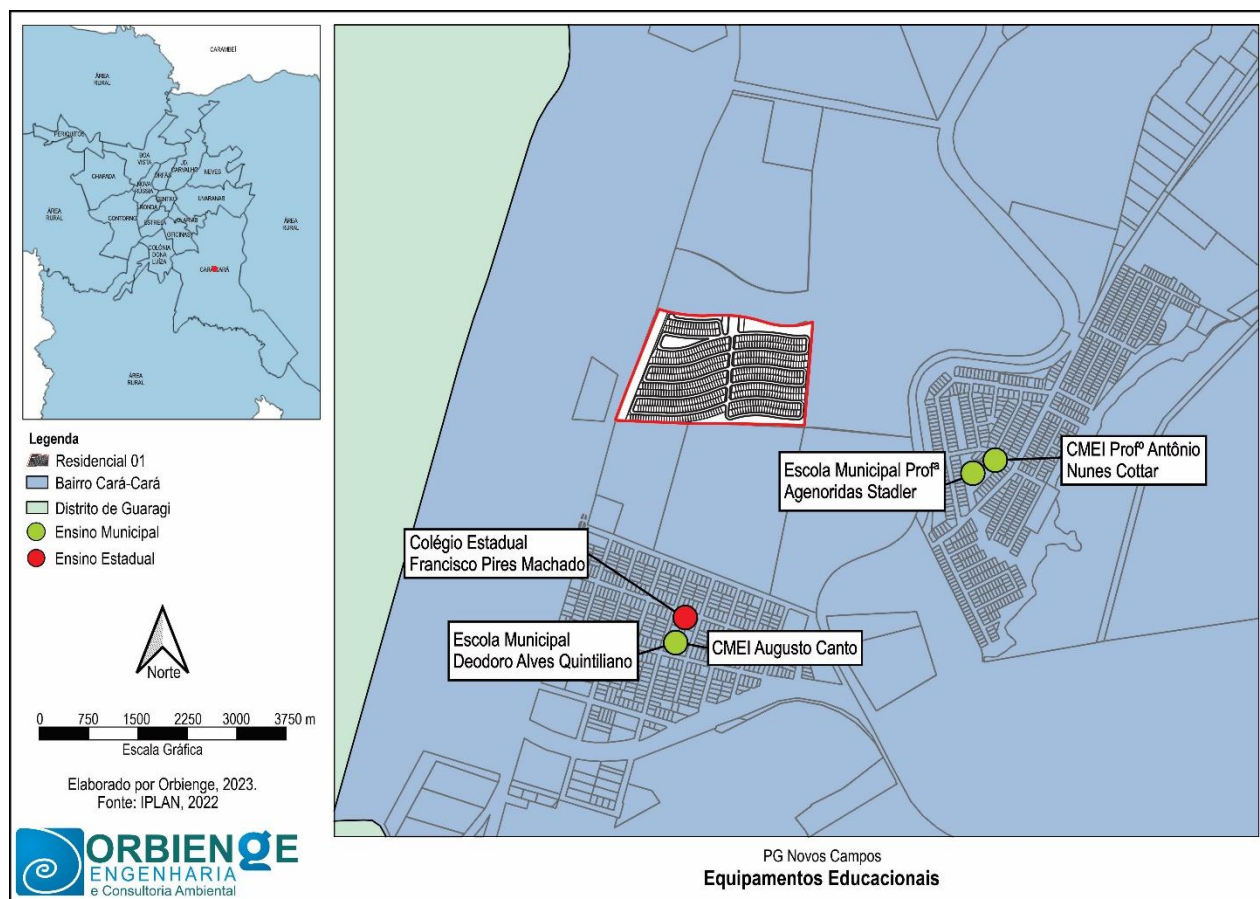 CARAMBEÍ
ÁREA
RURAL
PERIQUITOS
BOA
VISTA
JD.
CARVALHO
NEVES
ÓRFÃS
CHAPADA
NOVA
RÚSSIA
CENTRO
UVARANAS
RONDA
ÁREA
RURAL
CONTORNO
ESTRELA
OLARIAS
OFICINAS
ÁREA
RURAL
COLÔNIA
DONA
LUÍZA
CARÁ-CARÁ
ÁREA
RURAL
Legenda
Residencial 01
Bairro Cará-Cará
Distrito de Guaragi
Ensino Municipal
Ensino Estadual
Norte
0 750 1500 2250 3000 3750 m
Escala Gráfica
Elaborado por Orbienge, 2023.
Fonte: IPLAN, 2022
ORBIENGE
ENGENHARIA
e Consultoria Ambiental
CMEI Profº Antônio
Nunes Cottar
Escola Municipal Profª
Agenoridas Stadler
Colégio Estadual
Francisco Pires Machado
Escola Municipal
Deodoro Alves Quintiliano
CMEI Augusto Canto
PG Novos Campos
Equipamentos Educacionais